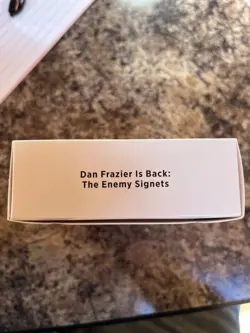 Dan Frazier Is Back:
The Enemy Signets